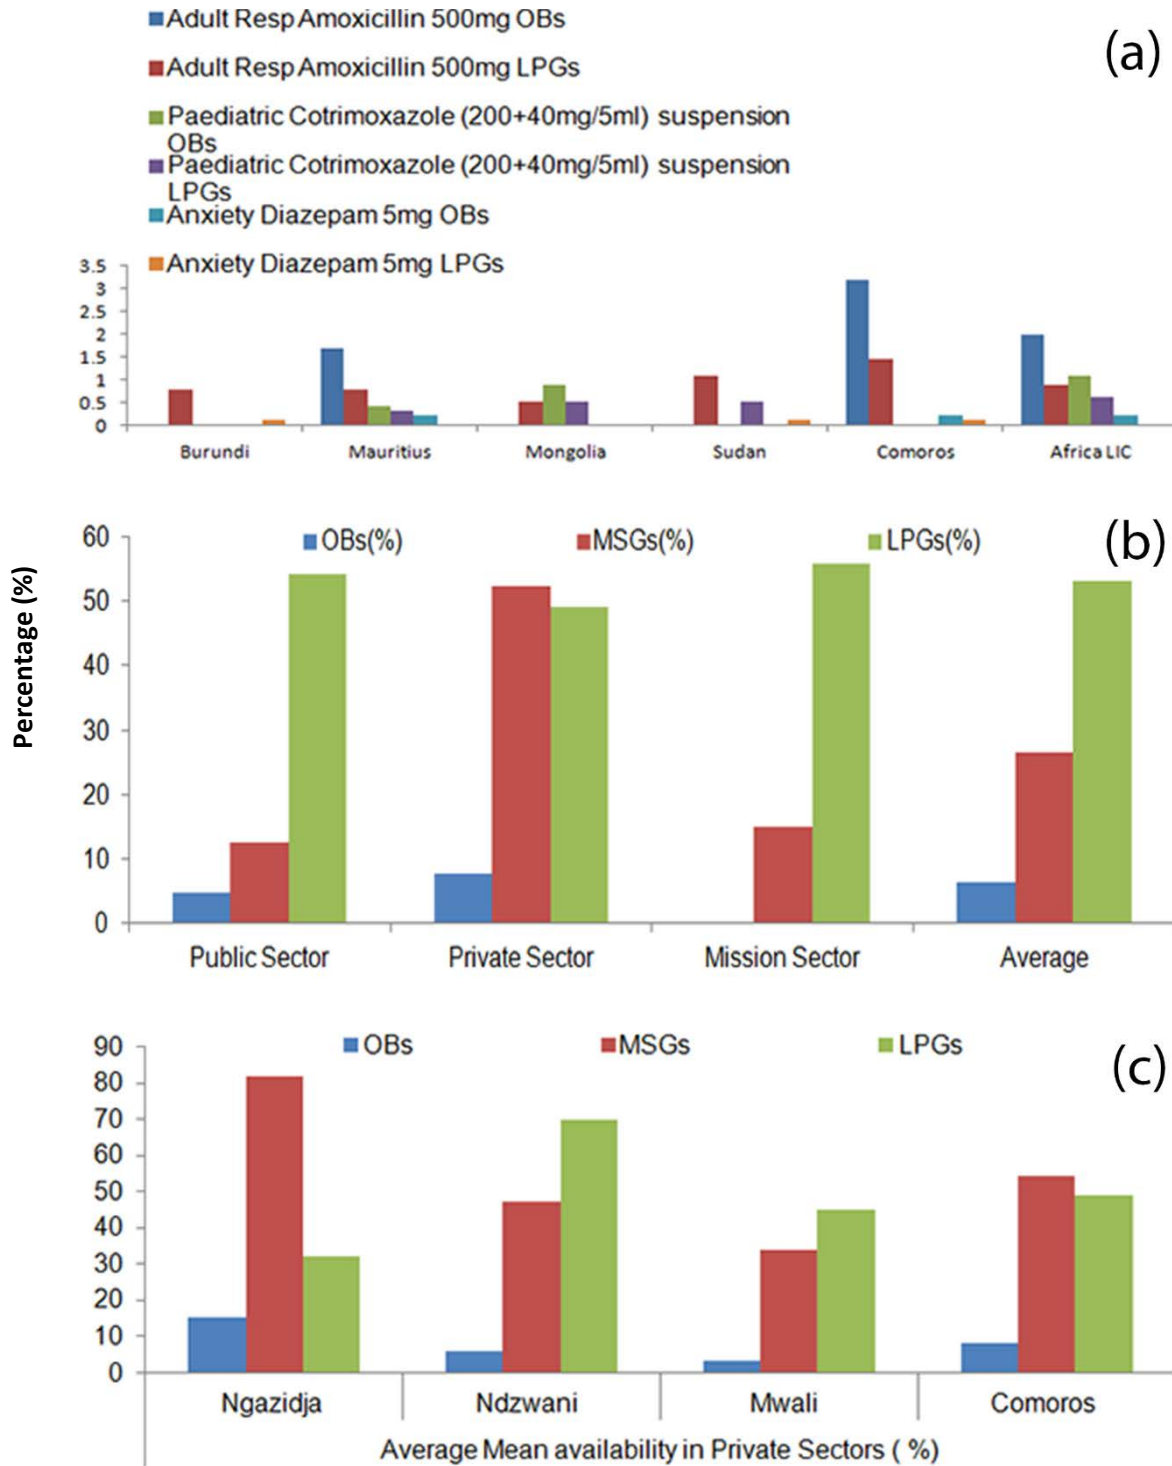 Adult Resp Amoxicillin 500mg OBs
(a)
Adult Resp Amoxicillin 500mg LPGs
Paediatric Cotrimoxazole (200+40mg/5ml) suspension
OBs
Paediatric Cotrimoxazole (200+40mg/5ml) suspension
LPGs
Anxiety Diazepam 5mg OBs
Anxiety Diazepam 5mg LPGs
3.5
3
2.5
2
1.5
1
0.5
0
Burundi Mauritius Mongolia Sudan Comoros Africa LIC
Percentage (%)
(b)
OBs(%) MSGs(%) LPGs(%)
60
50
40
30
20
10
0
Public Sector Private Sector Mission Sector Average
(c)
OBs MSGs LPGs
90
80
70
60
50
40
30
20
10
0
Ngazidja Ndzwani Mwali Comoros
Average Mean availability in Private Sectors ( %)